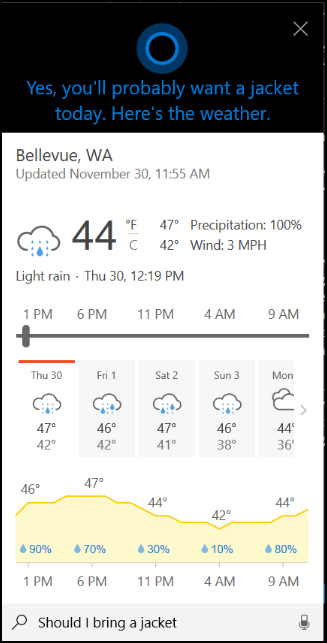 Yes, you'll probably want a jacket
today. Here's the weather.
Bellevue, WA
Updated November 30, 11:55 AM
44 °F 47° Precipitation: 100%
C 42° Wind: 3 MPH
Light rain · Thu 30, 12:19 PM
1 PM 6 PM 11 PM 4 AM 9 AM
Thu 30 Fri 1 Sat 2 Sun 3 Mon
47° 46° 47° 46° 44°
42° 42° 41° 38° 36°
46° 47° 44° 42° 44°
90% 70% 30% 10% 80%
1 PM 6 PM 11 PM 4 AM 9 AM
Should I bring a jacket